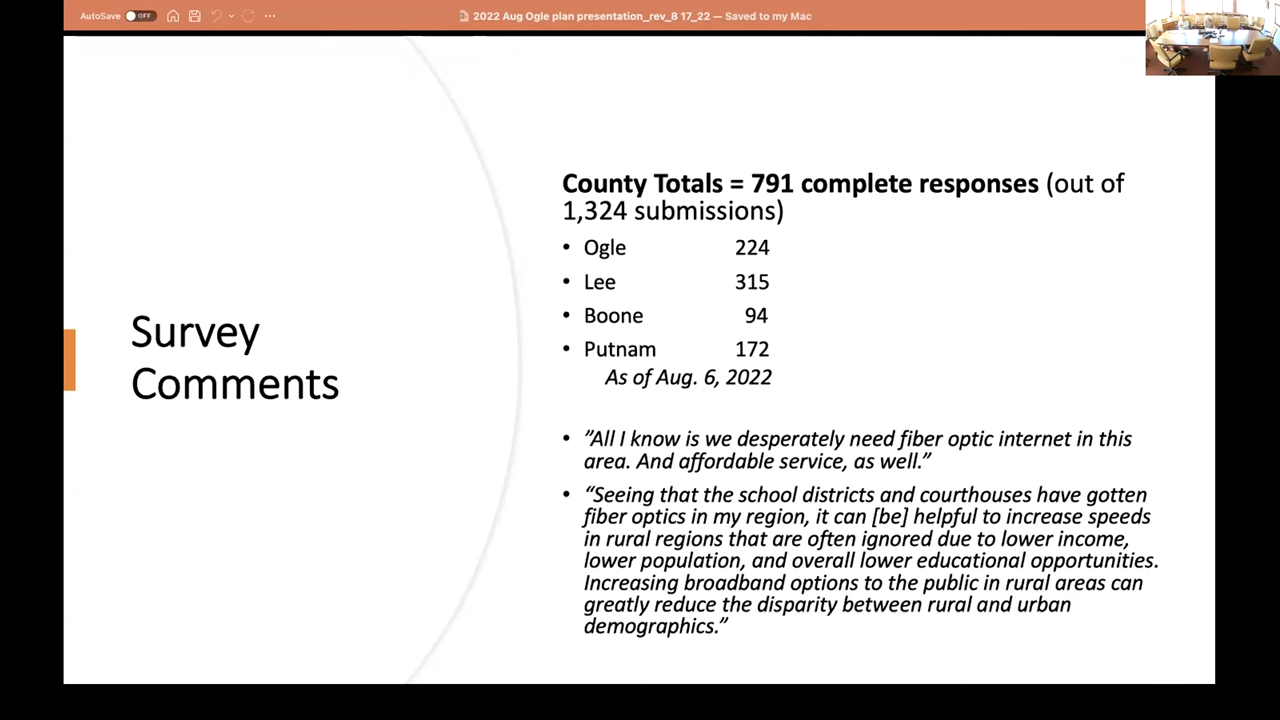 AutoSave OFF
2022 Aug Ogle plan presentation_rev_8 17_22 — Saved to my Mac
Survey
Comments
County Totals = 791 complete responses (out of
1,324 submissions)
• Ogle 224
• Lee 315
• Boone 94
• Putnam 172
As of Aug. 6, 2022
• ”All I know is we desperately need fiber optic internet in this
area. And affordable service, as well.”
• “Seeing that the school districts and courthouses have gotten
fiber optics in my region, it can [be] helpful to increase speeds
in rural regions that are often ignored due to lower income,
lower population, and overall lower educational opportunities.
Increasing broadband options to the public in rural areas can
greatly reduce the disparity between rural and urban
demographics.”